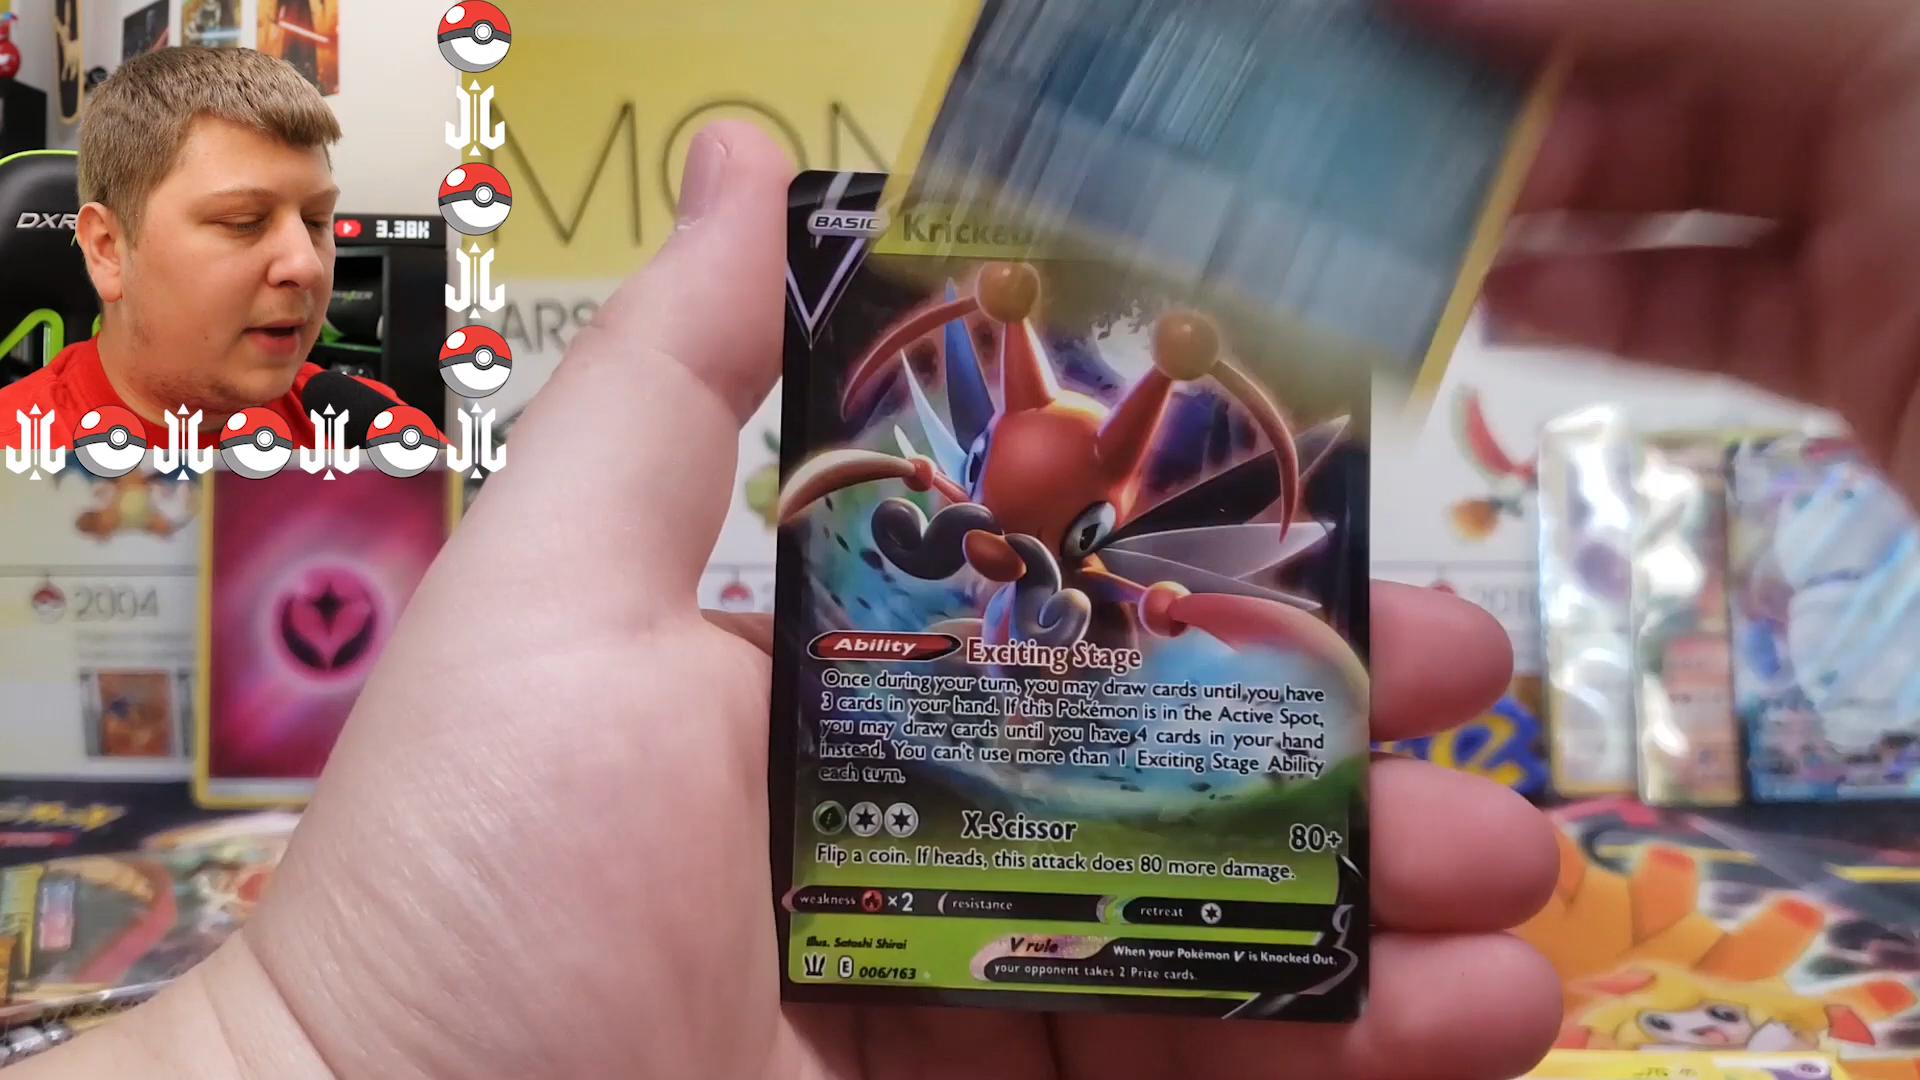 MON
DXR
3.38K
BASIC
Krickeu
ARS
2004
Ability Exciting Stage
Once during your turn, you may draw cards until you have
3 cards in your hand. If this Pokémon is in the Active Spot,
you may draw cards until you have 4 cards in your hand
instead. You can't use more than 1 Exciting Stage Ability
each turn.
X-Scissor 80+
Flip a coin. If heads, this attack does 80 more damage.
weakness ×2 resistance retreat
Illus. Satoshi Shirai
E 006/163
V rule When your Pokémon V is Knocked Out,
your opponent takes 2 Prize cards.